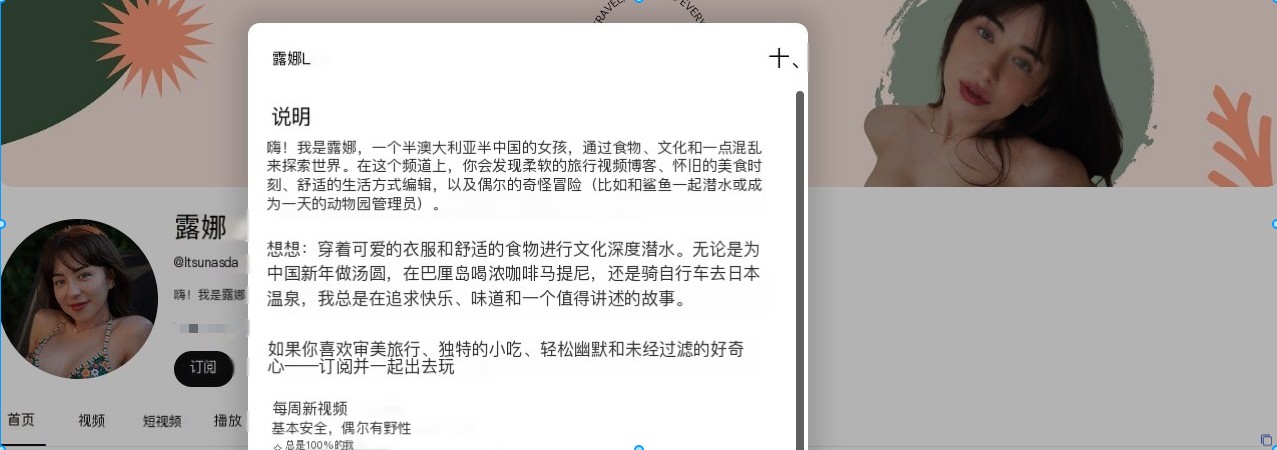 TRAVEL
EVERY
露娜L
十、
说明
嗨！我是露娜，一个半澳大利亚半中国的女孩，通过食物、文化和一点混乱
来探索世界。在这个频道上，你会发现柔软的旅行视频博客、怀旧的美食时
刻、舒适的生活方式编辑，以及偶尔的奇怪冒险（比如和鲨鱼一起潜水或成
为一天的动物园管理员）。
想想：穿着可爱的衣服和舒适的食物进行文化深度潜水。无论是为
中国新年做汤圆，在巴厘岛喝浓咖啡马提尼，还是骑自行车去日本
温泉，我总是在追求快乐、味道和一个值得讲述的故事。
如果你喜欢审美旅行、独特的小吃、轻松幽默和未经过滤的好奇
心——订阅并一起出去玩
每周新视频
基本安全，偶尔有野性
总是100%的我
露娜
@Itsunasda
嗨！我是露娜
订阅
首页 视频 短视频 播放